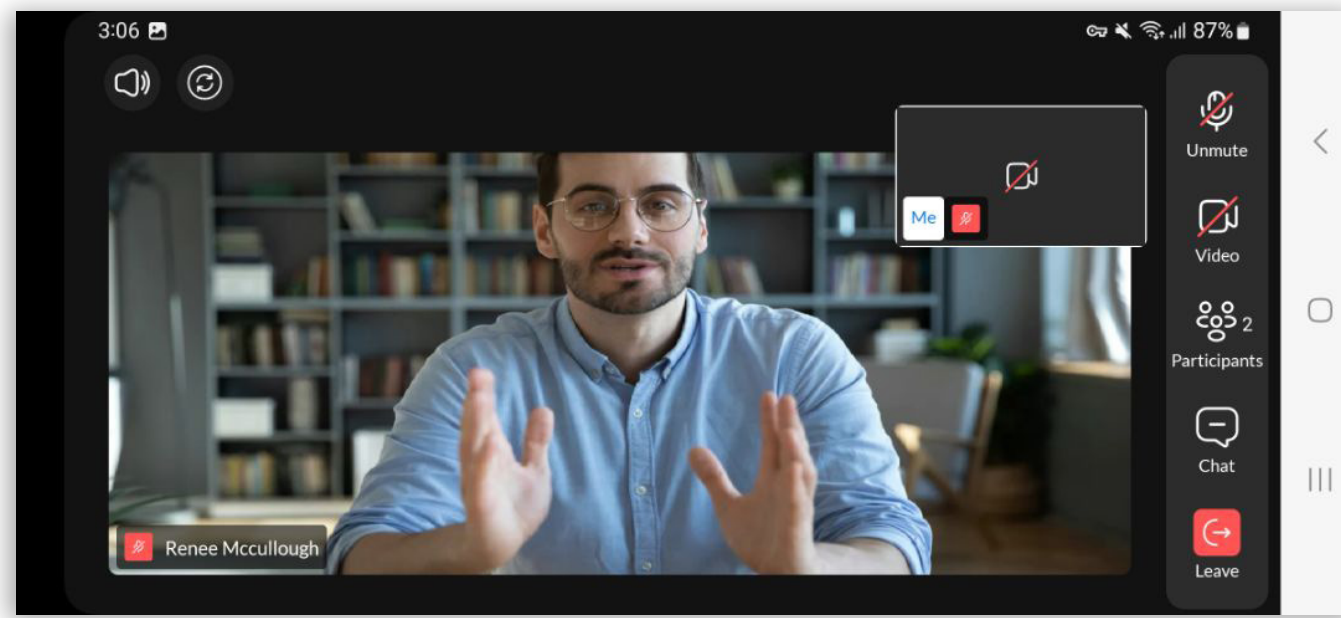 3:06
87%
Unmute
Me
Video
2
Participants
Chat
Renee Mccullough
Leave